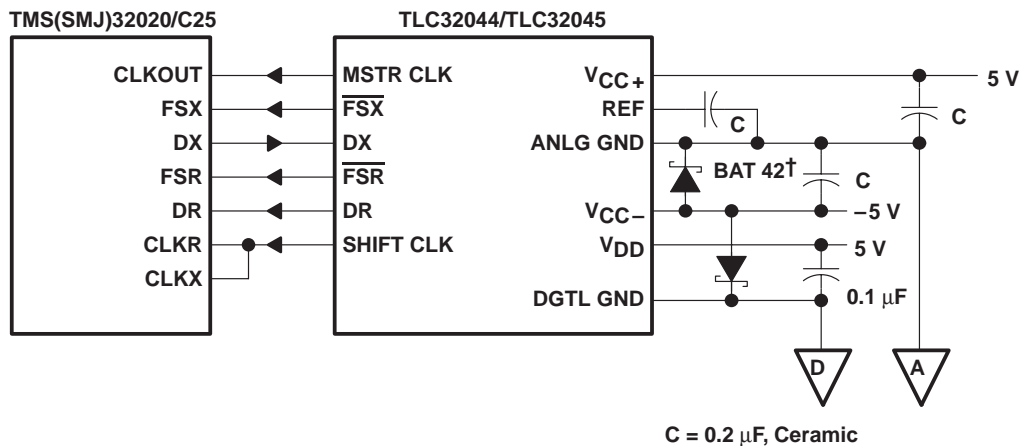 TMS(SMJ)32020/C25
TLC32044/TLC32045
CLKOUT
FSX
DX
FSR
DR
CLKR
CLKX
MSTR CLK
FSX
DX
FSR
DR
SHIFT CLK
VCC+
REF
ANLG GND
VCC–
VDD
DGTL GND
5 V
C
C
BAT 42†
C
–5 V
5 V
0.1 μF
D
A
C = 0.2 μF, Ceramic